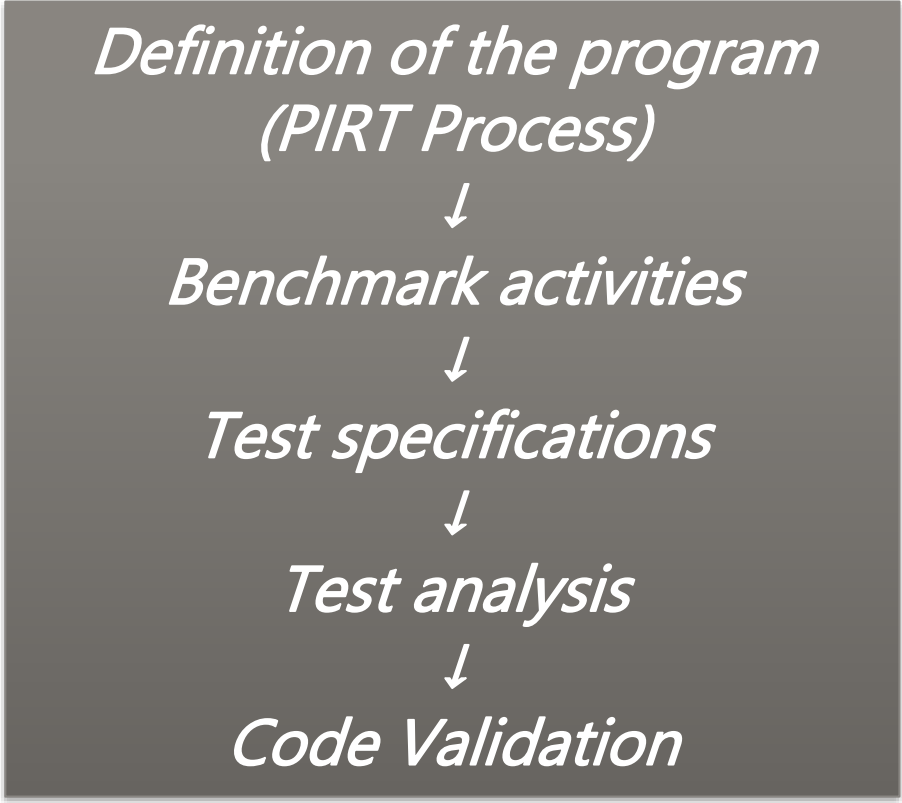 Definition of the program
(PIRT Process)
↓
Benchmark activities
↓
Test specifications
↓
Test analysis
↓
Code Validation